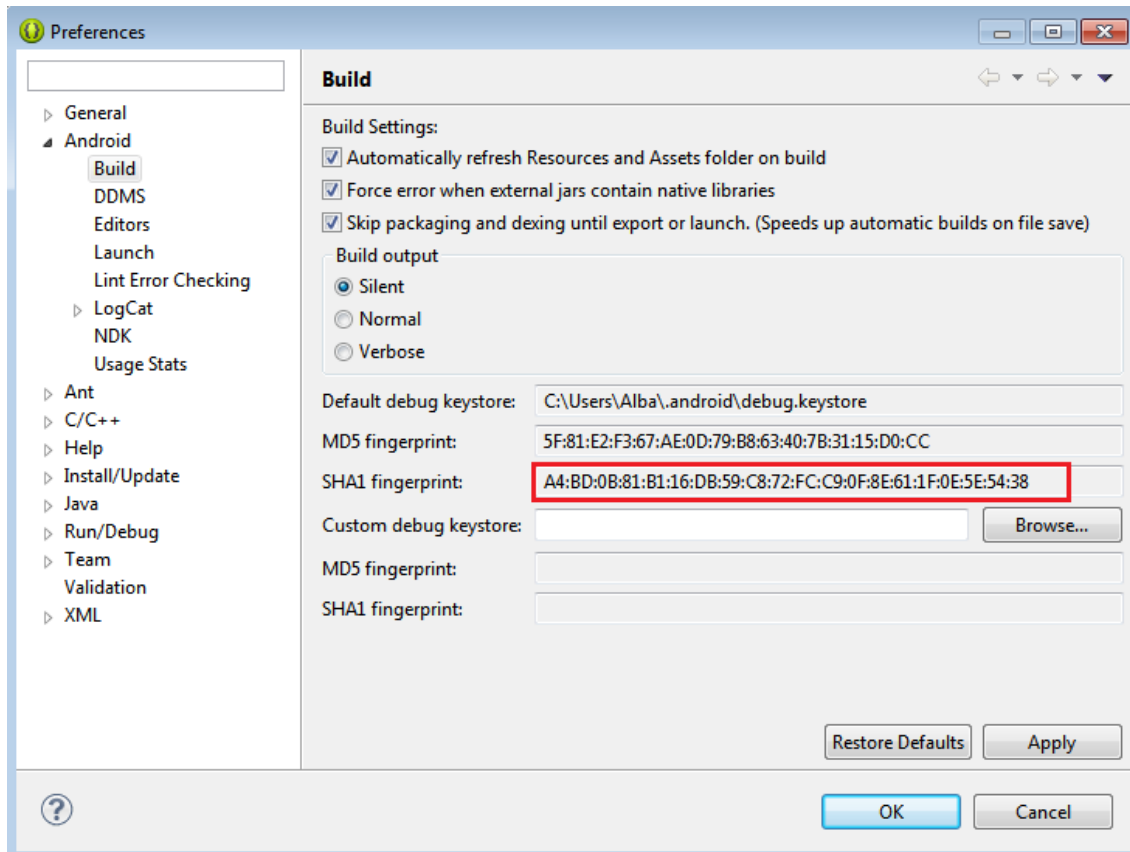 Preferences
Build
General
Android
Build
DDMS
Editors
Launch
Lint Error Checking
LogCat
NDK
Usage Stats
Ant
C/C++
Help
Install/Update
Java
Run/Debug
Team
Validation
XML
Build Settings:
Automatically refresh Resources and Assets folder on build
Force error when external jars contain native libraries
Skip packaging and dexing until export or launch. (Speeds up automatic builds on file save)
Build output
Silent
Normal
Verbose
Default debug keystore: C:\Users\Alba\.android\debug.keystore
MD5 fingerprint: 5F:81:E2:F3:67:AE:0D:79:B8:63:40:7B:31:15:D0:CC
SHA1 fingerprint: A4:BD:0B:81:B1:16:DB:59:C8:72:FC:C9:0F:8E:61:1F:0E:5E:54:38
Custom debug keystore: Browse...
MD5 fingerprint:
SHA1 fingerprint:
Restore Defaults Apply
? OK Cancel